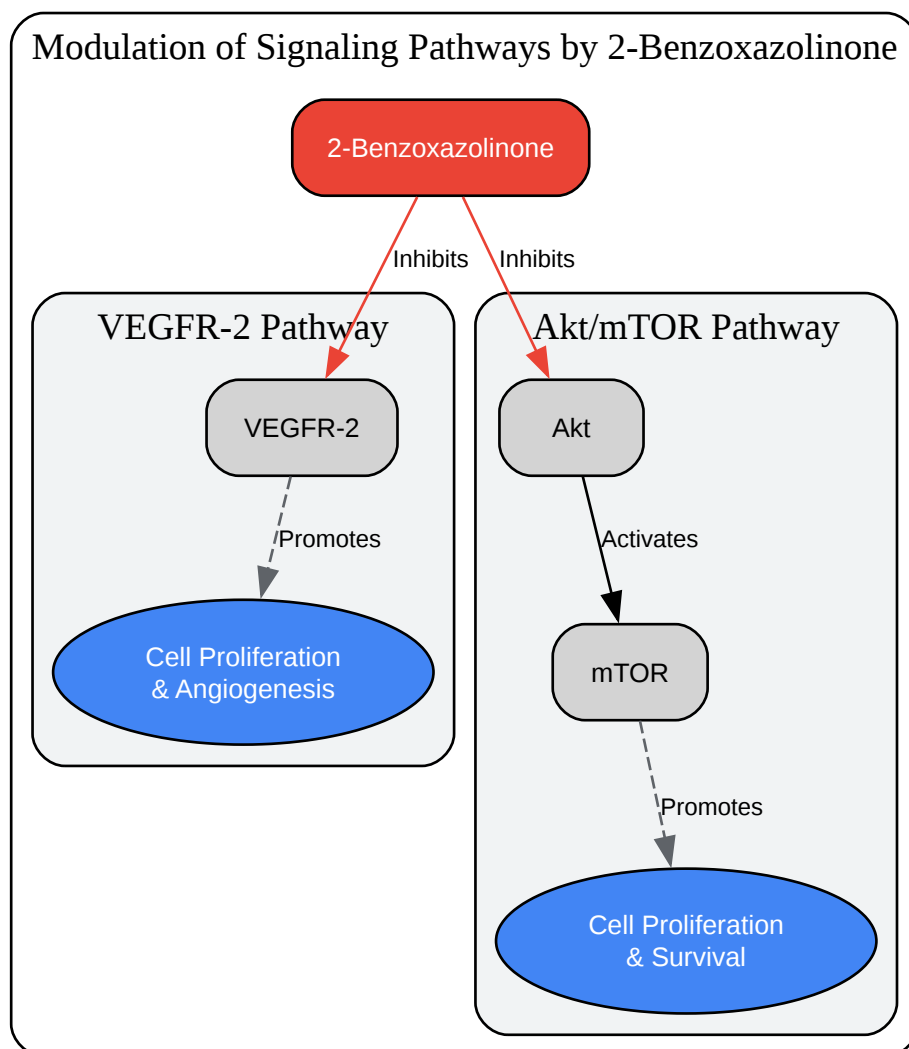 Modulation of Signaling Pathways by 2-Benzoxazolinone
2-Benzoxazolinone
Inhibits
Inhibits
VEGFR-2 Pathway
VEGFR-2
Promotes
Cell Proliferation
& Angiogenesis
Akt/mTOR Pathway
Akt
Activates
mTOR
Promotes
Cell Proliferation
& Survival